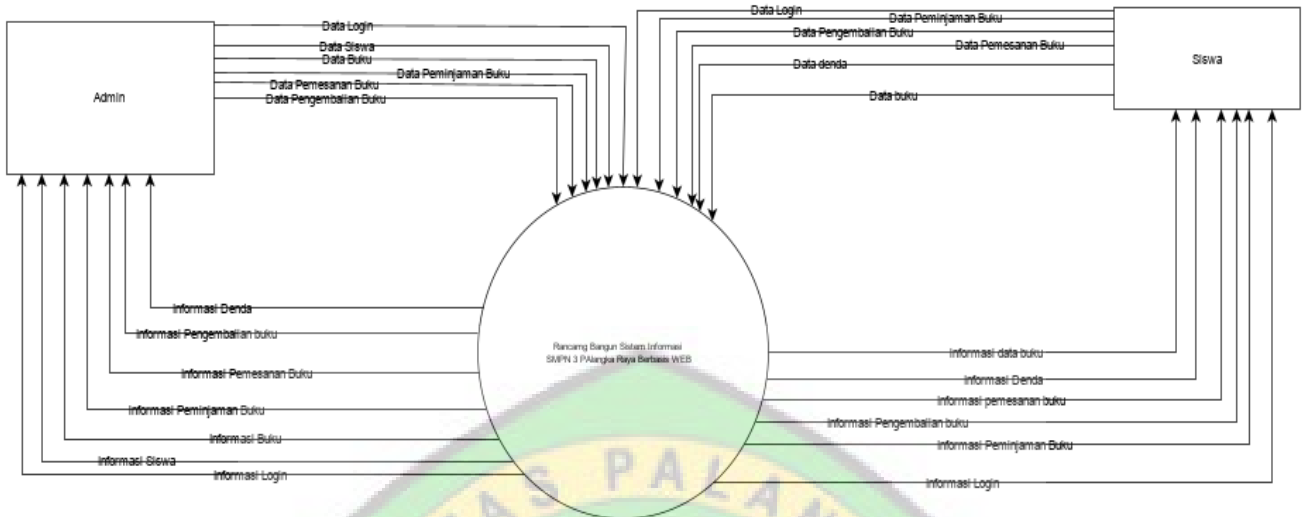 Data Login
Data Siswa
Data Buku
Data Peminjaman Buku
Data Pemesanan Buku
Data Pengembalian Buku
Admin
Data Login
Data Peminjaman Buku
Data Pengembalian Buku
Data Pemesanan Buku
Data denda
Data buku
Siswa
Informasi Denda
Informasi Pengembalian buku
Informasi Pemesanan Buku
Informasi Peminjaman Buku
Informasi Buku
Informasi Siswa
Informasi Login
Rancamg Bangun Sistem Informasi
SMPN 3 PAlangka Raya Berbasis WEB
Informasi data buku
Informasi Denda
Informasi pemesanan buku
Informasi Pengembalian buku
Informasi Peminjaman Buku
Informasi Login
AS PALAN